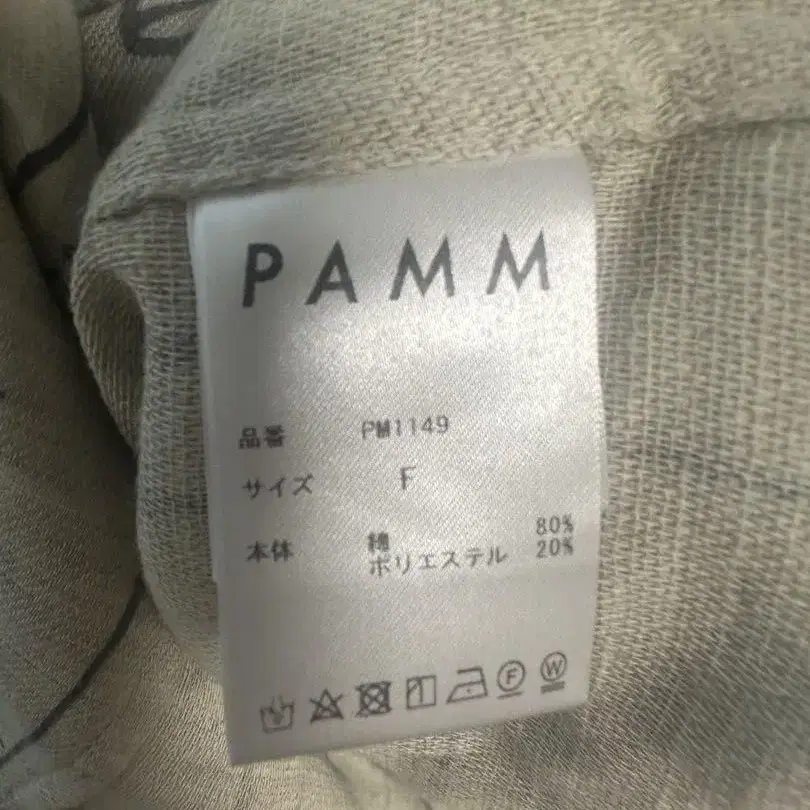 PAMM
品番 PM1149
サイズ F
本体 綿 80%
ポリエステル 20%
F W